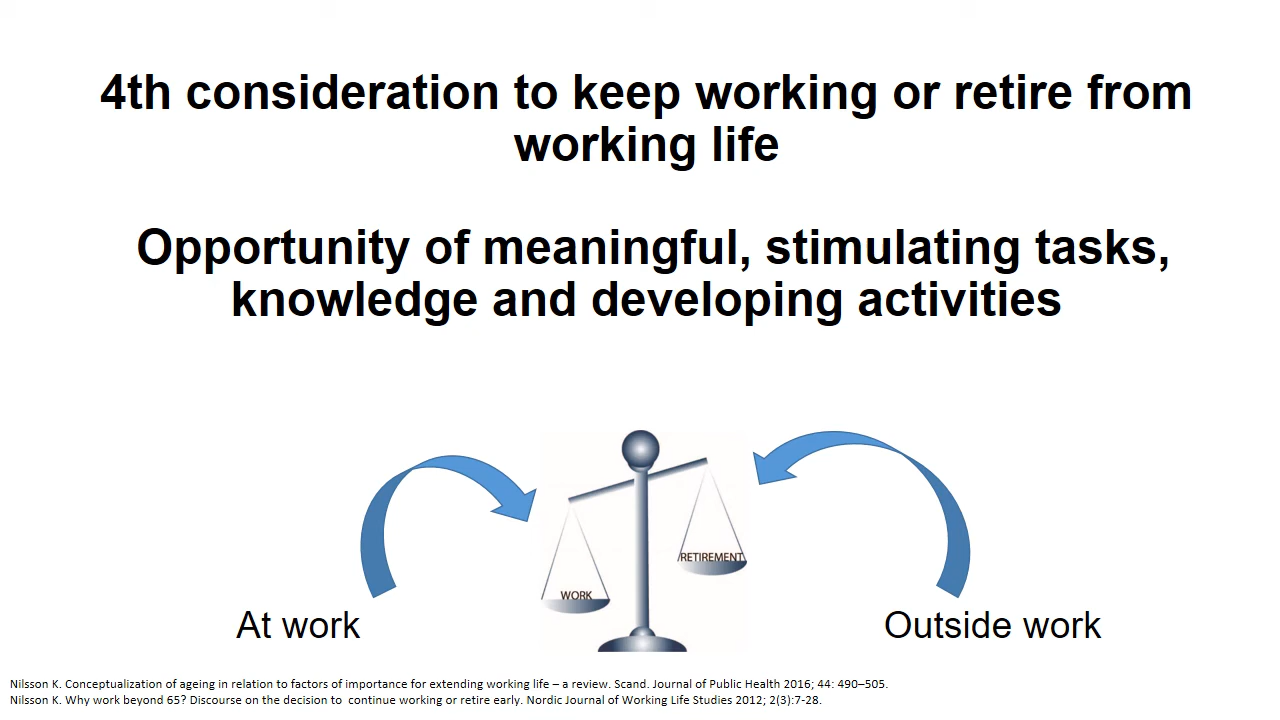 4th consideration to keep working or retire from
working life
Opportunity of meaningful, stimulating tasks,
knowledge and developing activities
RETIREMENT
WORK
At work
Outside work
Nilsson K. Conceptualization of ageing in relation to factors of importance for extending working life – a review. Scand. Journal of Public Health 2016; 44: 490–505.
Nilsson K. Why work beyond 65? Discourse on the decision to  continue working or retire early. Nordic Journal of Working Life Studies 2012; 2(3):7-28.